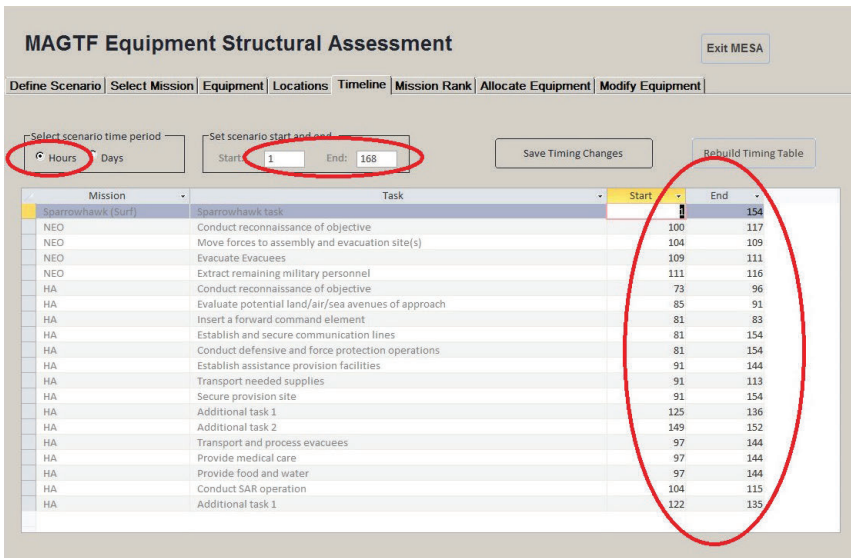 MAGTF Equipment Structural Assessment
Exit MESA
Define Scenario Select Mission Equipment Locations Timeline Mission Rank Allocate Equipment Modify Equipment
Select scenario time period Set scenario start and end
Hours Days Start: 1 End: 168 Save Timing Changes Rebuild Timing Table
Mission Task Start End
Sparrowhawk (Surf) Sparrowhawk task 1 154
NEO Conduct reconnaissance of objective 100 117
NEO Move forces to assembly and evacuation site(s) 104 109
NEO Evacuate Evacuees 109 111
NEO Extract remaining military personnel 111 116
HA Conduct reconnaissance of objective 73 96
HA Evaluate potential land/air/sea avenues of approach 85 91
HA Insert a forward command element 81 83
HA Establish and secure communication lines 81 154
HA Conduct defensive and force protection operations 81 154
HA Establish assistance provision facilities 91 144
HA Transport needed supplies 91 113
HA Secure provision site 91 154
HA Additional task 1 125 136
HA Additional task 2 149 152
HA Transport and process evacuees 97 144
HA Provide medical care 97 144
HA Provide food and water 97 144
HA Conduct SAR operation 104 115
HA Additional task 1 122 135